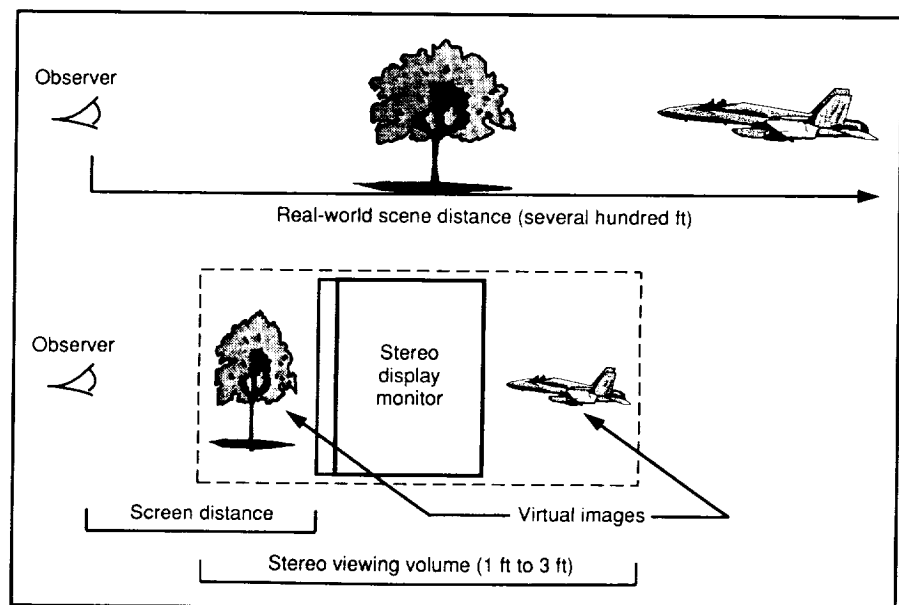 Observer
Real-world scene distance (several hundred ft)
Observer
Stereo
display
monitor
Screen distance
Virtual images
Stereo viewing volume (1 ft to 3 ft)